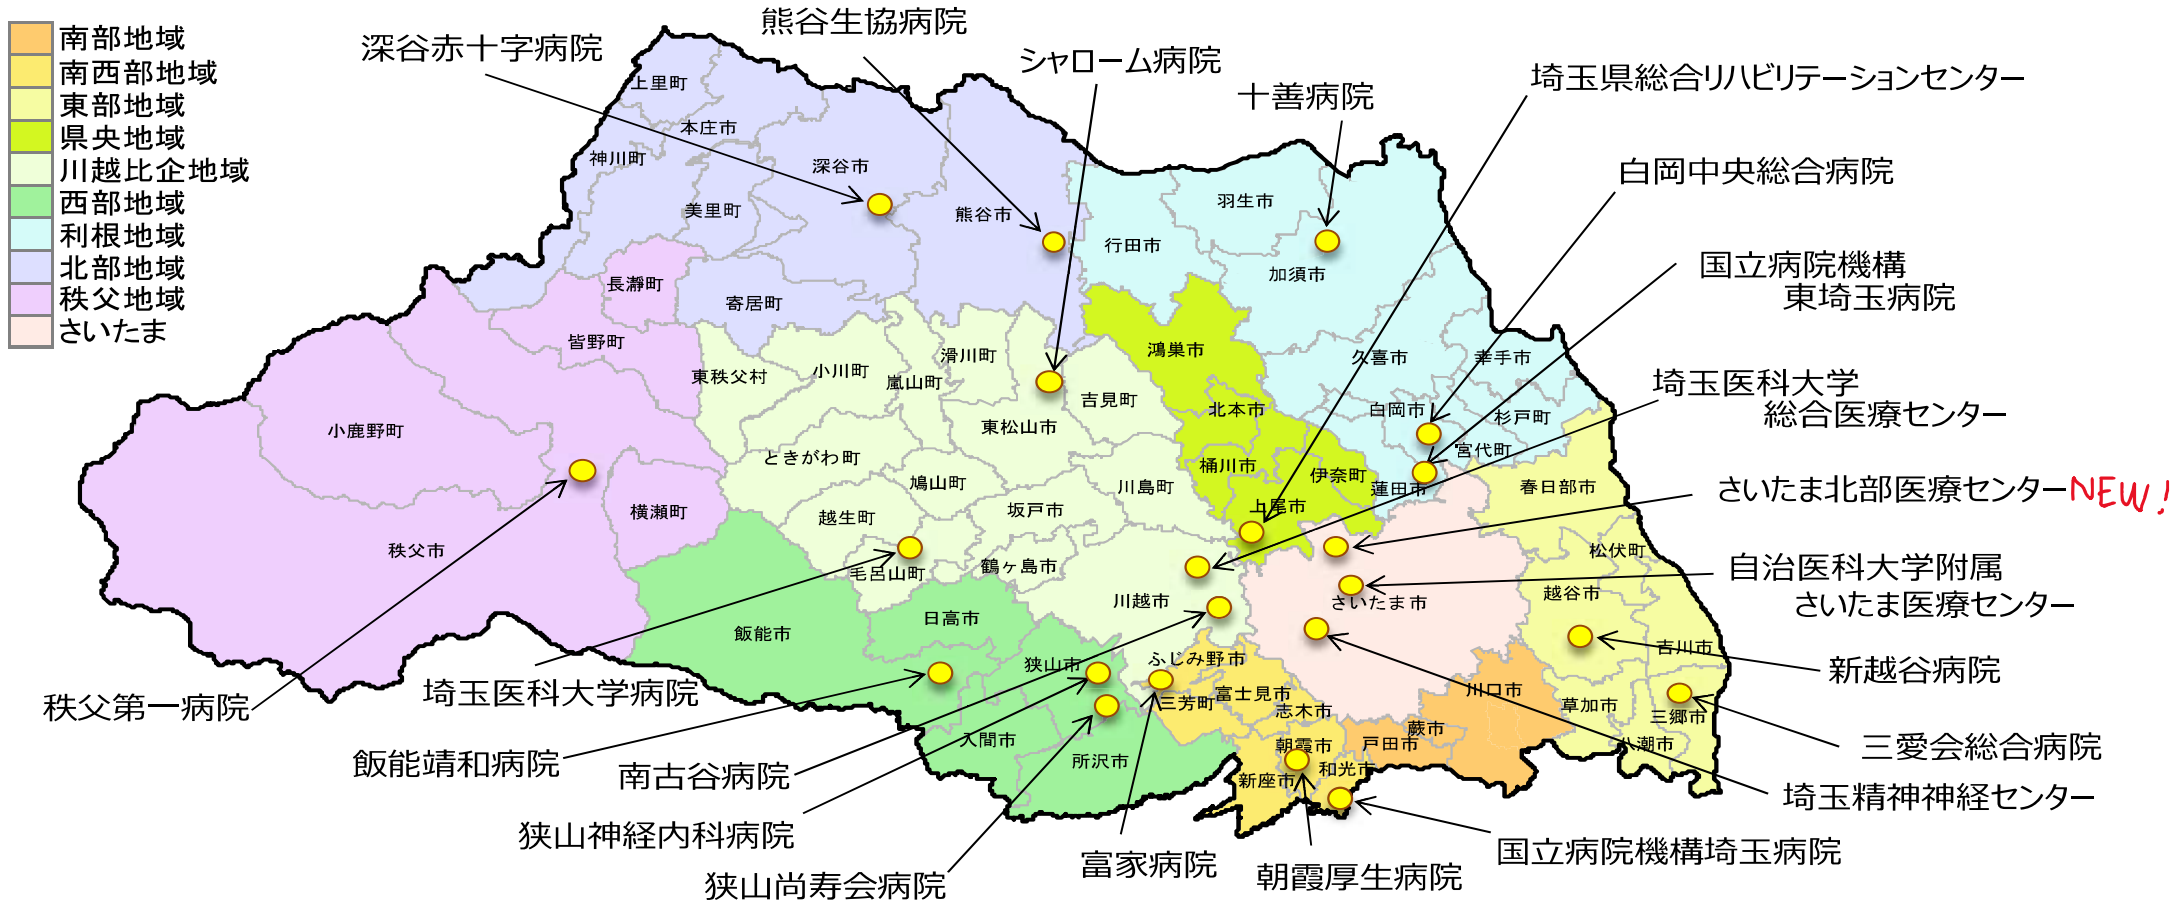 南部地域
南西部地域
東部地域
県央地域
川越比企地域
西部地域
利根地域
北部地域
秩父地域
さいたま
深谷赤十字病院
熊谷生協病院
シャローム病院
十善病院
埼玉県総合リハビリテーションセンター
白岡中央総合病院
国立病院機構
東埼玉病院
埼玉医科大学
総合医療センター
さいたま北部医療センター NEW!
自治医科大学附属
さいたま医療センター
新越谷病院
三愛会総合病院
埼玉精神神経センター
国立病院機構埼玉病院
朝霞厚生病院
富家病院
狭山尚寿会病院
狭山神経内科病院
南古谷病院
飯能靖和病院
埼玉医科大学病院
秩父第一病院
上里町
本庄市
神川町
深谷市
美里町
熊谷市
行田市
羽生市
加須市
長瀞町
寄居町
皆野町
東秩父村
小川町
嵐山町
滑川町
吉見町
鴻巣市
久喜市
幸手市
北本市
白岡市
杉戸町
宮代町
小鹿野町
東松山市
ときがわ町
鳩山町
川島町
桶川市
伊奈町
蓮田市
春日部市
横瀬町
秩父市
越生町
坂戸市
上尾市
毛呂山町
鶴ヶ島市
松伏町
川越市
さいたま市
越谷市
飯能市
日高市
狭山市
ふじみ野市
吉川市
三芳町
富士見市
志木市
川口市
草加市
三郷市
入間市
所沢市
朝霞市
戸田市
蕨市
八潮市
新座市
和光市